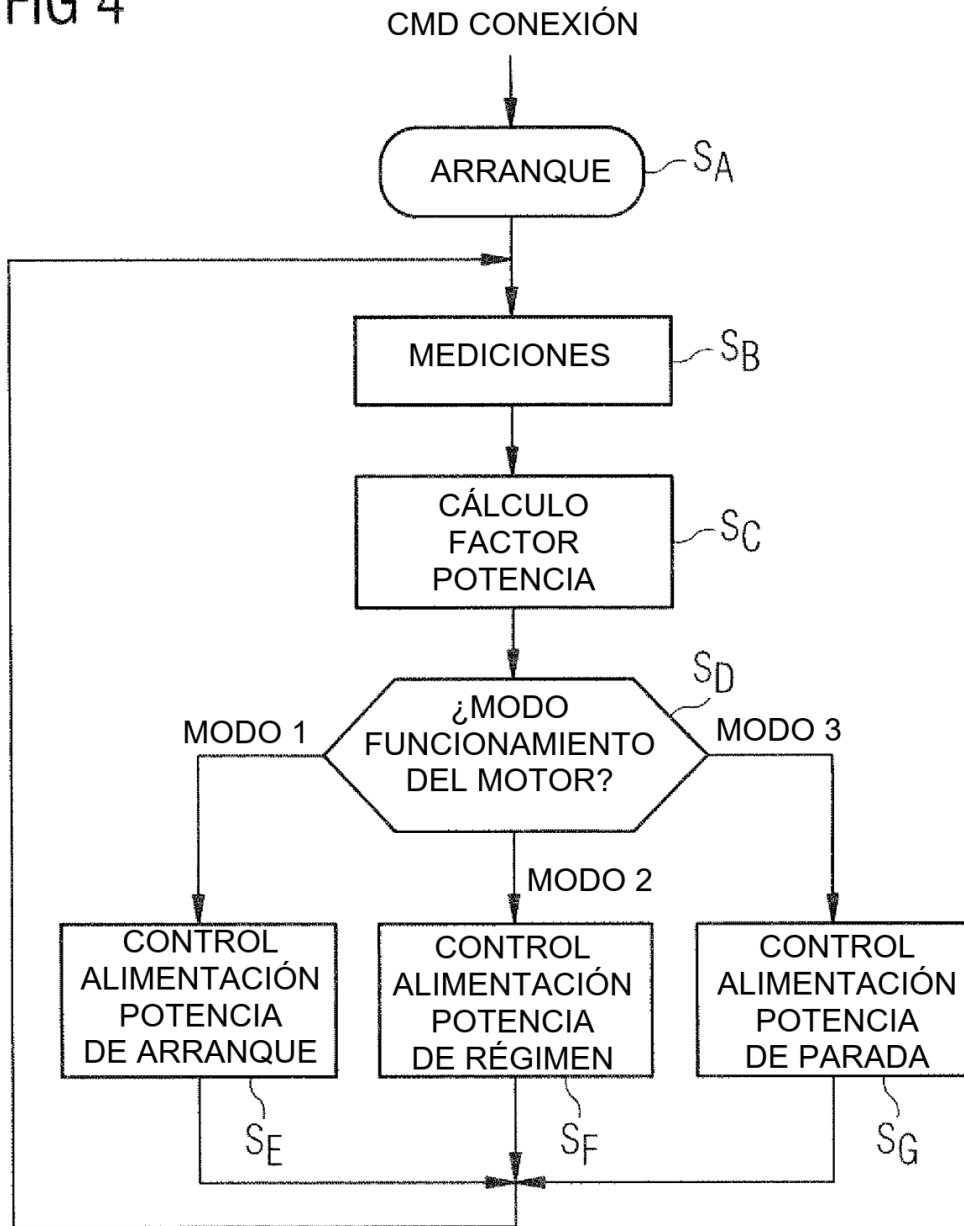 FIG 4
CMD CONEXIÓN
ARRANQUE
SA
MEDICIONES
SB
CÁLCULO
FACTOR
POTENCIA
SC
SD
¿MODO
FUNCIONAMIENTO
DEL MOTOR?
MODO 1
MODO 3
MODO 2
CONTROL
ALIMENTACIÓN
POTENCIA
DE ARRANQUE
CONTROL
ALIMENTACIÓN
POTENCIA
DE RÉGIMEN
CONTROL
ALIMENTACIÓN
POTENCIA
DE PARADA
SE
SF
SG